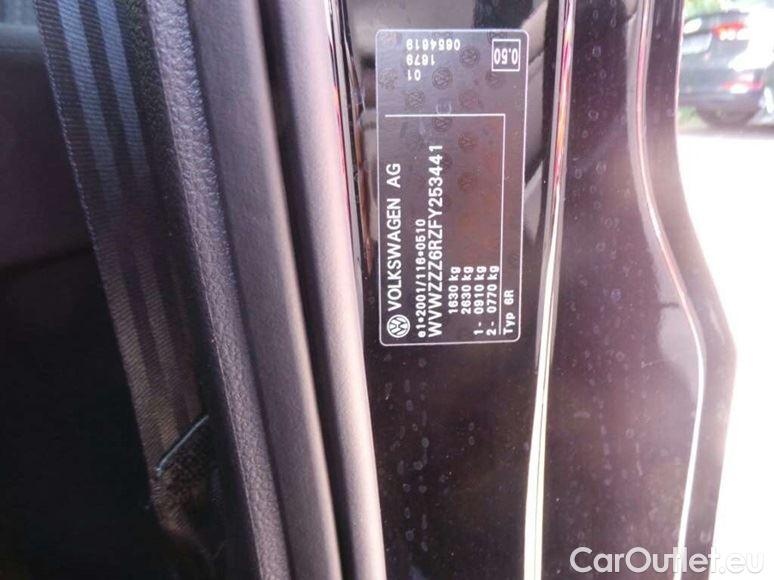 VOLKSWAGEN AG
e1*2001/116*0510
WVWZZZ6RZFY253441
1630 kg
2630 kg
1- 0910 kg
2- 0770 kg
Typ 6R
01
1679
0654619
0.50
CarOutlet.eu